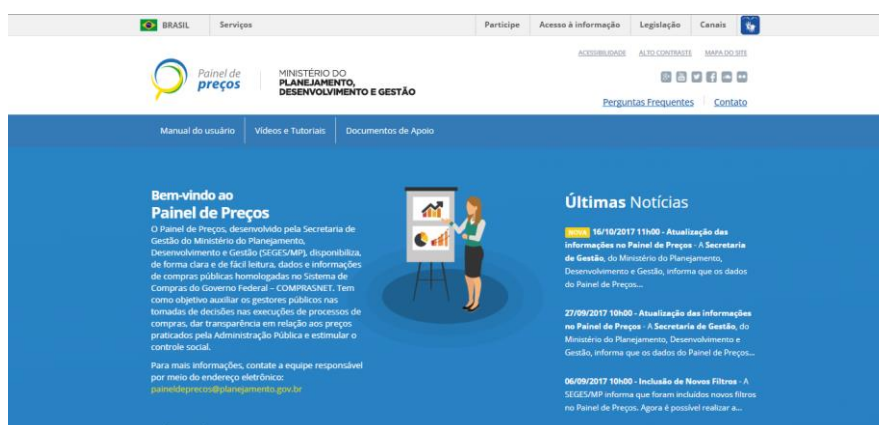 BRASIL Serviços Participe Acesso à informação Legislação Canais
ACESSIBILIDADE ALTO CONTRASTE MAPA DO SITE
Painel de
preços
MINISTÉRIO DO
PLANEJAMENTO,
DESENVOLVIMENTO E GESTÃO
Perguntas Frequentes Contato
Manual do usuário Vídeos e Tutoriais Documentos de Apoio
Bem-vindo ao
Painel de Preços
O Painel de Preços, desenvolvido pela Secretaria de
Gestão do Ministério do Planejamento,
Desenvolvimento e Gestão (SEGES/MP), disponibiliza,
de forma clara e de fácil leitura, dados e informações
de compras públicas homologadas no Sistema de
Compras do Governo Federal – COMPRASNET. Tem
como objetivo auxiliar os gestores públicos nas
tomadas de decisões nas execuções de processos de
compras, dar transparência em relação aos preços
praticados pela Administração Pública e estimular o
controle social.
Para mais informações, contate a equipe responsável
por meio do endereço eletrônico:
paineldeprecos@planejamento.gov.br
Últimas Notícias
NOVA 16/10/2017 11h00 - Atualização das
informações no Painel de Preços - A Secretaria
de Gestão, do Ministério do Planejamento,
Desenvolvimento e Gestão, informa que os dados
do Painel de Preços...
27/09/2017 10h00 - Atualização das informações
no Painel de Preços - A Secretaria de Gestão, do
Ministério do Planejamento, Desenvolvimento e
Gestão, informa que os dados do Painel de Preços...
06/09/2017 10h00 - Inclusão de Novos Filtros - A
SEGES/MP informa que foram incluídos novos filtros
no Painel de Preços. Agora é possível realizar a...